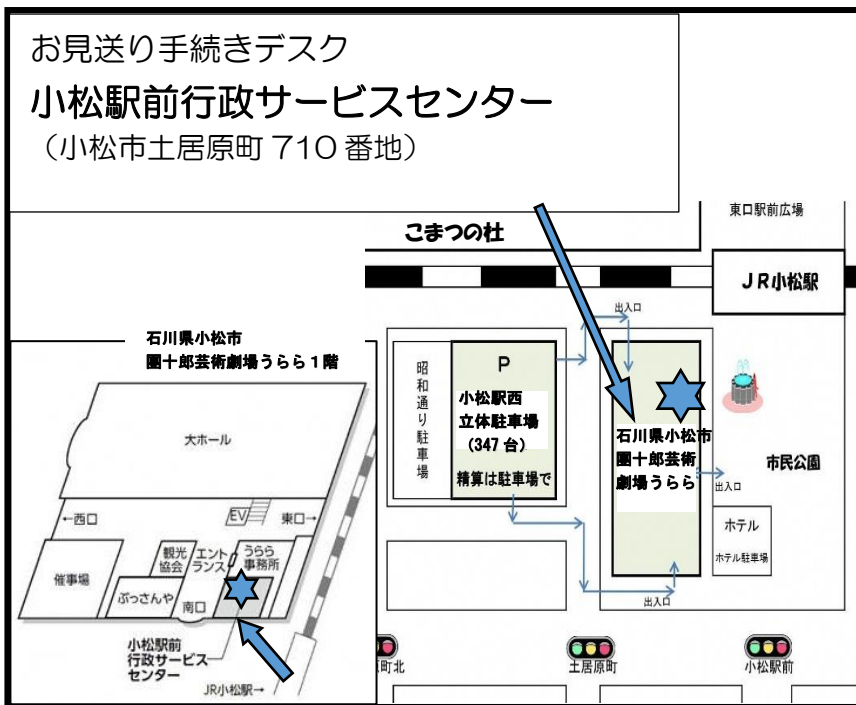 お見送り手続きデスク
小松駅前行政サービスセンター
（小松市土居原町 710 番地）
東口駅前広場
こまつの杜
ＪＲ小松駅
出入口
昭和通り駐車場
P
小松駅西
立体駐車場
（347 台）
精算は駐車場で
石川県小松市
團十郎芸術
劇場うらら
市民公園
出入口
ホテル
ホテル駐車場
出入口
町北
土居原町
小松駅前
石川県小松市
團十郎芸術劇場うらら１階
大ホール
←西口
EV
東口→
催事場
観光
協会
エント
ランス
うらら
事務所
ぶっさんや
南口
小松駅前
行政サービス
センター
JR小松駅→